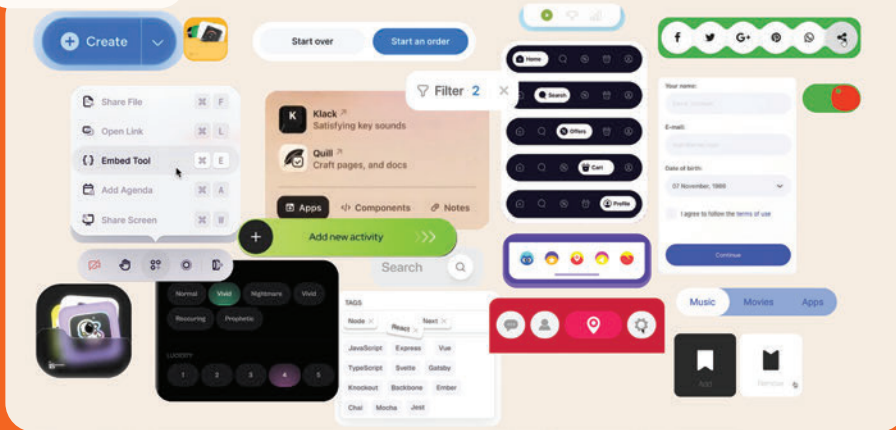 Create
Start over
Start an order
Filter 2
Share File ⌘ F
Open Link ⌘ L
Embed Tool ⌘ E
Add Agenda ⌘ A
Share Screen ⌘
K
Klack
Satisfying key sounds
Quill
Craft pages, and docs
Apps
</> Components
Notes
Add new activity
Search
Home
Search
Offers
Cart
Profile
f
G+
Your name:
E-mail:
Date of birth:
07 November, 1988
I agree to follow the terms of use
Continue
Music
Movies
Apps
Normal
Vivid
Nightmare
Vivid
Reocuring
Prophetic
LUCIDITY
1 2 3 4 5
TAGS
Node
React
Next
JavaScript Express Vue
TypeScript Svelte Gatsby
Knockout Backbone Ember
Chai Mocha Jest
Add
Remove